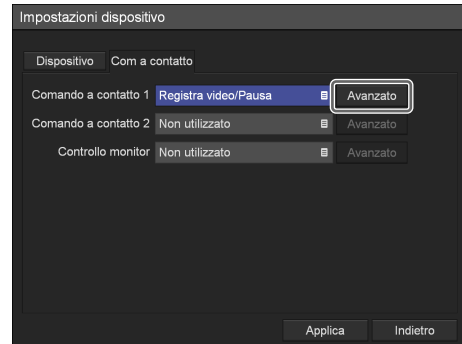 Impostazioni dispositivo
Dispositivo Com a contatto
Comando a contatto 1 Registra video/Pausa Avanzato
Comando a contatto 2 Non utilizzato Avanzato
Controllo monitor Non utilizzato Avanzato
Applica Indietro